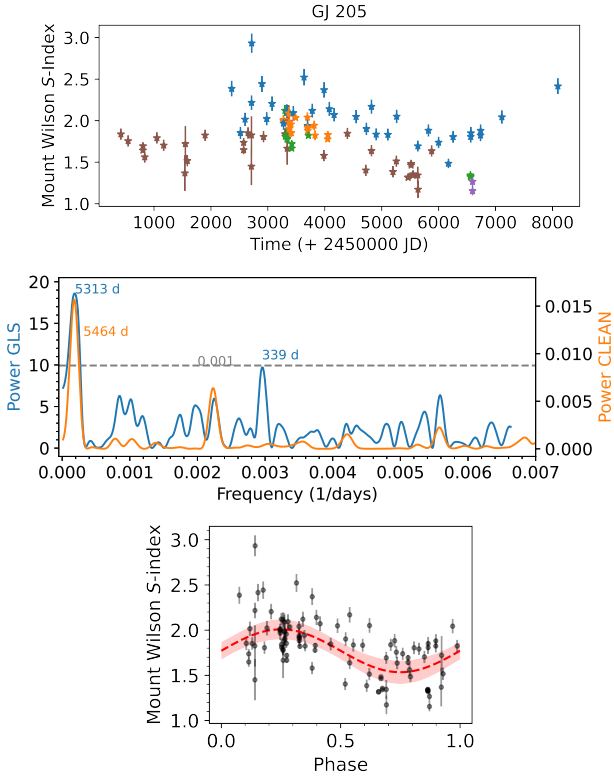 GJ 205
Mount Wilson S-Index
3.0
2.5
2.0
1.5
1.0
1000 2000 3000 4000 5000 6000 7000 8000
Time (+ 2450000 JD)
Power GLS
20
15
10
5
0
5313 d
5464 d
0.001
339 d
0.015
0.010
0.005
0.000
Power CLEAN
0.000 0.001 0.002 0.003 0.004 0.005 0.006 0.007
Frequency (1/days)
Mount Wilson S-index
3.0
2.5
2.0
1.5
1.0
0.0 0.5 1.0
Phase